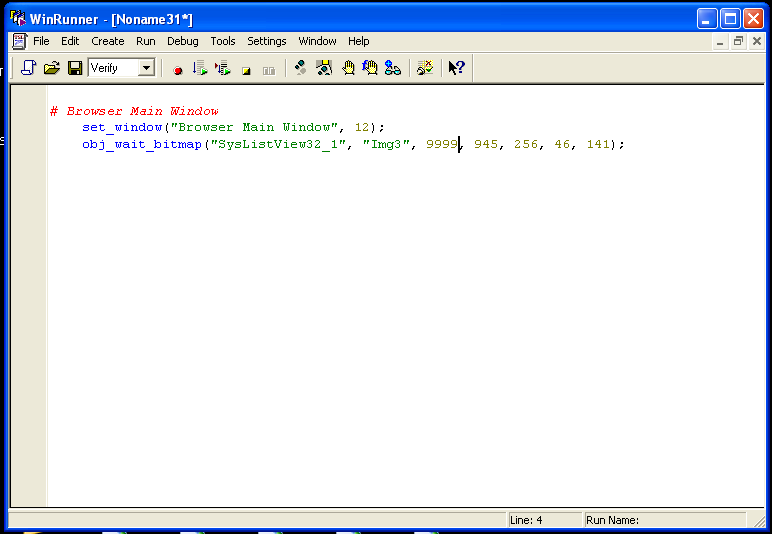 WinRunner - [Noname31*]
File Edit Create Run Debug Tools Settings Window Help
Verify
# Browser Main Window
set_window("Browser Main Window", 12);
obj_wait_bitmap("SysListView32_1", "Img3", 9999, 945, 256, 46, 141);
Line: 4 Run Name: